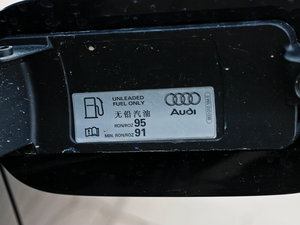 UNLEADED
FUEL ONLY
无铅汽油
RON/ROZ 95
MIN. RON/ROZ 91
Audi